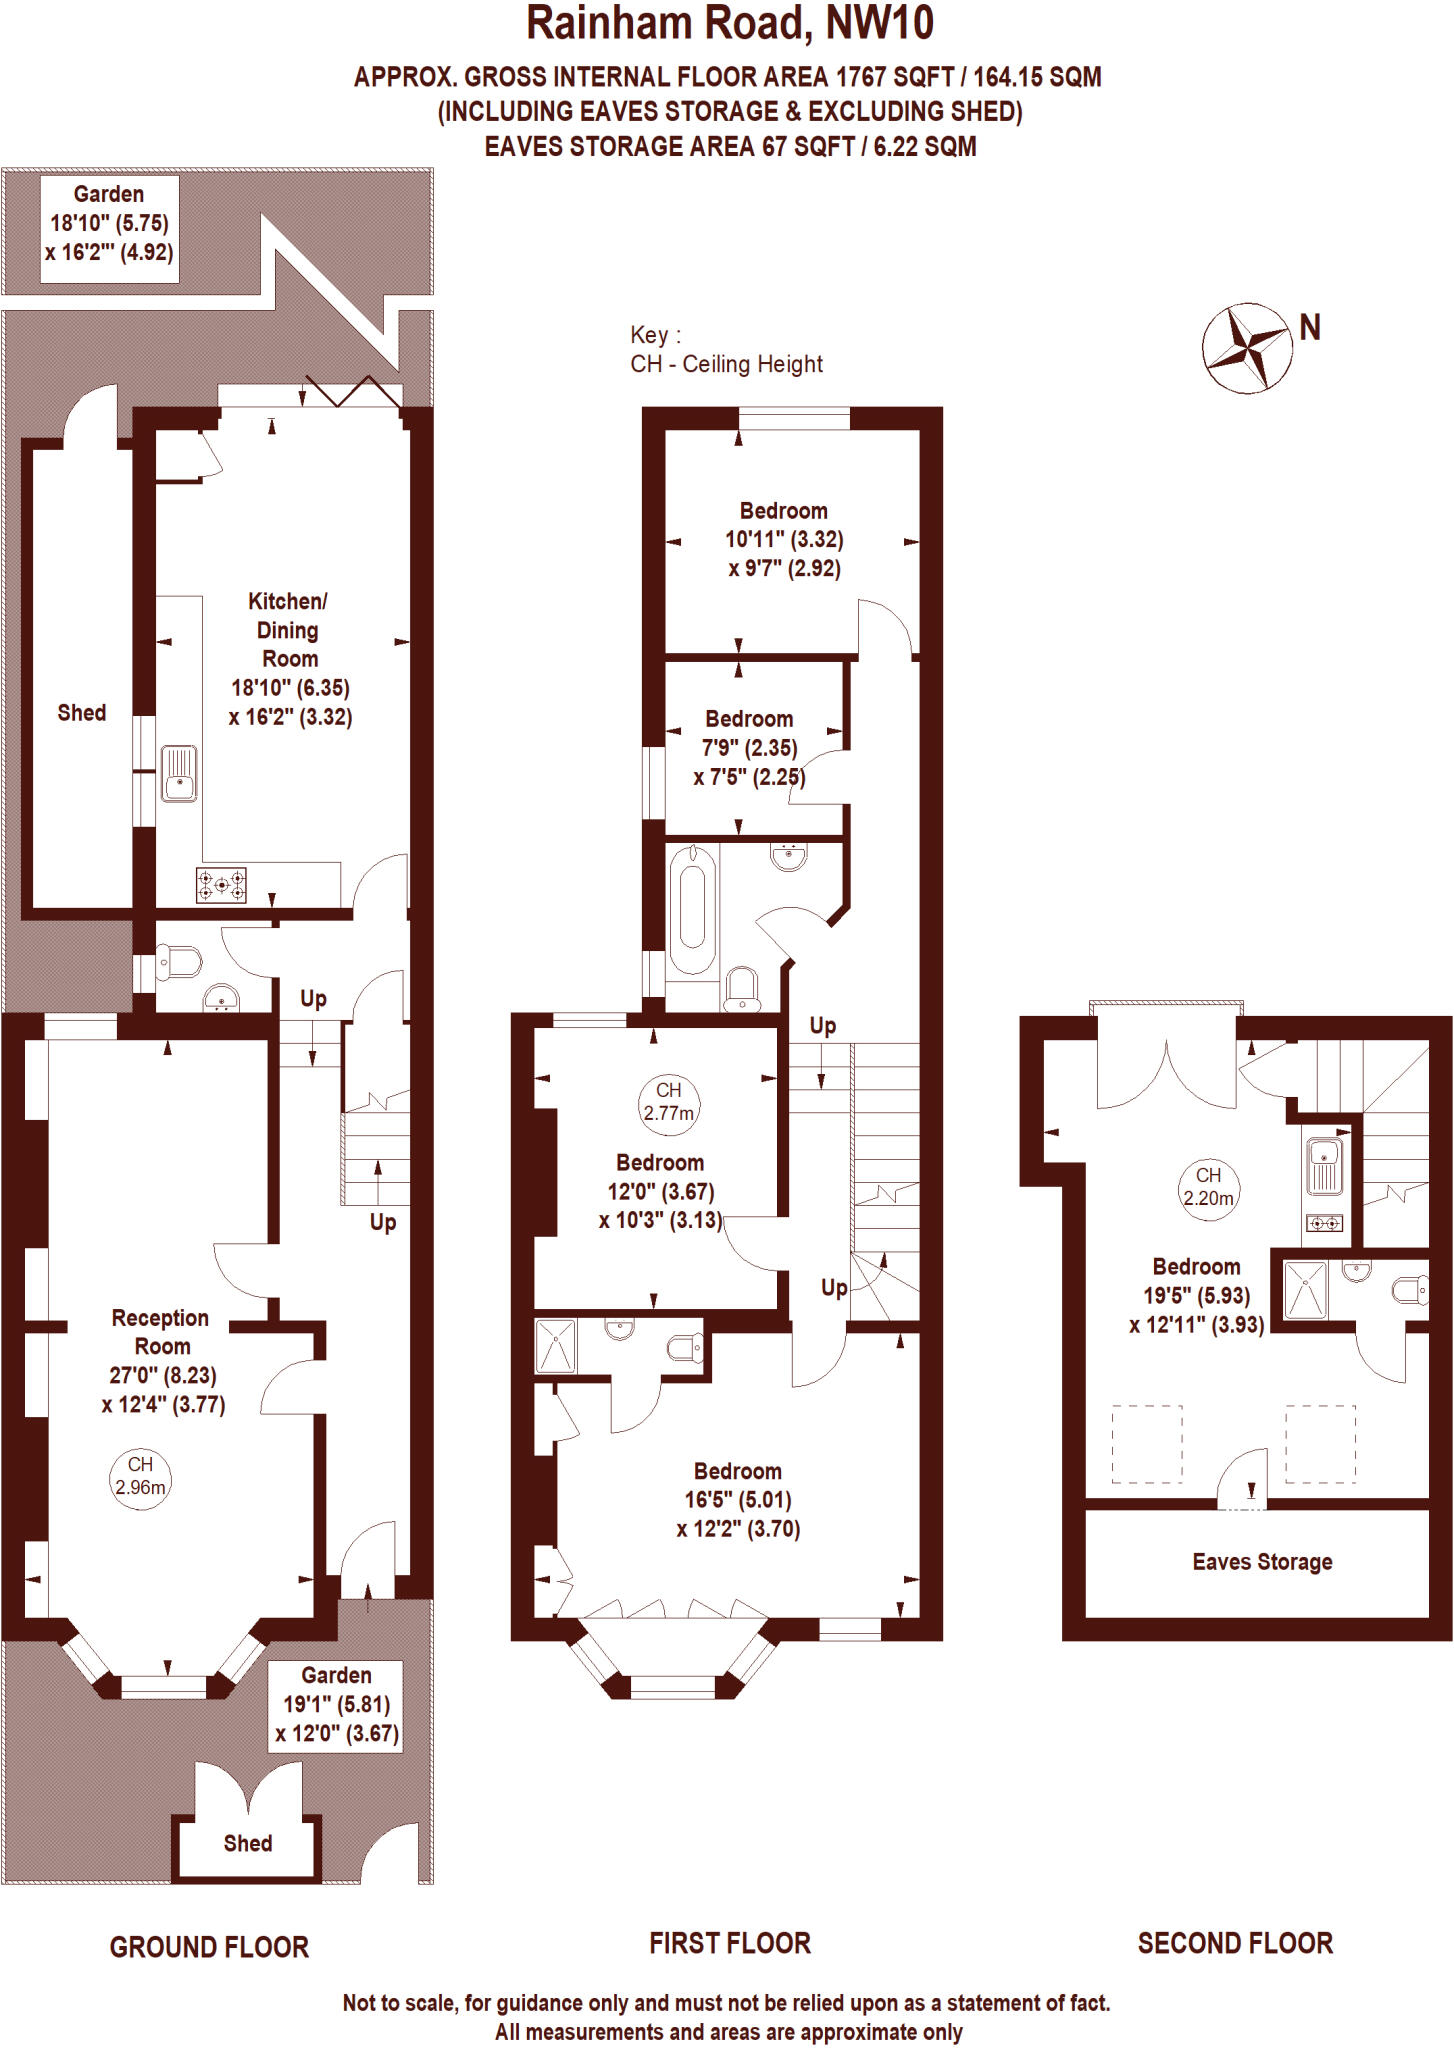 Rainham Road, NW10
APPROX. GROSS INTERNAL FLOOR AREA 1767 SQFT / 164.15 SQM
(INCLUDING EAVES STORAGE & EXCLUDING SHED)
EAVES STORAGE AREA 67 SQFT / 6.22 SQM
Garden
18'10" (5.75)
x 16'2"' (4.92)
Key :
CH - Ceiling Height
N
Kitchen/
Dining
Room
18'10" (6.35)
x 16'2" (3.32)
Shed
Up
Up
Reception
Room
27'0" (8.23)
x 12'4" (3.77)
CH
2.96m
Garden
19'1" (5.81)
x 12'0" (3.67)
Shed
GROUND FLOOR
Bedroom
10'11" (3.32)
x 9'7" (2.92)
Bedroom
7'9" (2.35)
x 7'5" (2.25)
Up
CH
2.77m
Bedroom
12'0" (3.67)
x 10'3" (3.13)
Up
Bedroom
16'5" (5.01)
x 12'2" (3.70)
FIRST FLOOR
CH
2.20m
Bedroom
19'5" (5.93)
x 12'11" (3.93)
Eaves Storage
SECOND FLOOR
Not to scale, for guidance only and must not be relied upon as a statement of fact.
All measurements and areas are approximate only